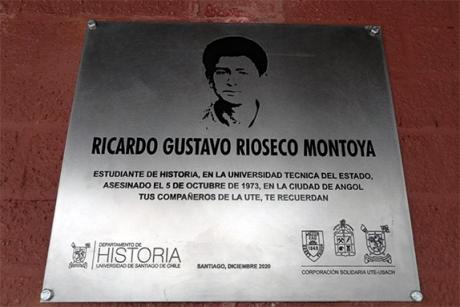 RICARDO GUSTAVO RIOSECO MONTOYA
ESTUDIANTE DE HISTORIA, EN LA UNIVERSIDAD TECNICA DEL ESTADO,
ASESINADO EL 5 DE OCTUBRE DE 1973, EN LA CIUDAD DE ANGOL
TUS COMPAÑEROS DE LA UTE, TE RECUERDAN
DEPARTAMENTO DE
HISTORIA
UNIVERSIDAD DE SANTIAGO DE CHILE
SANTIAGO, DICIEMBRE 2020
1849
CORPORACIÓN SOLIDARIA UTE-USACH